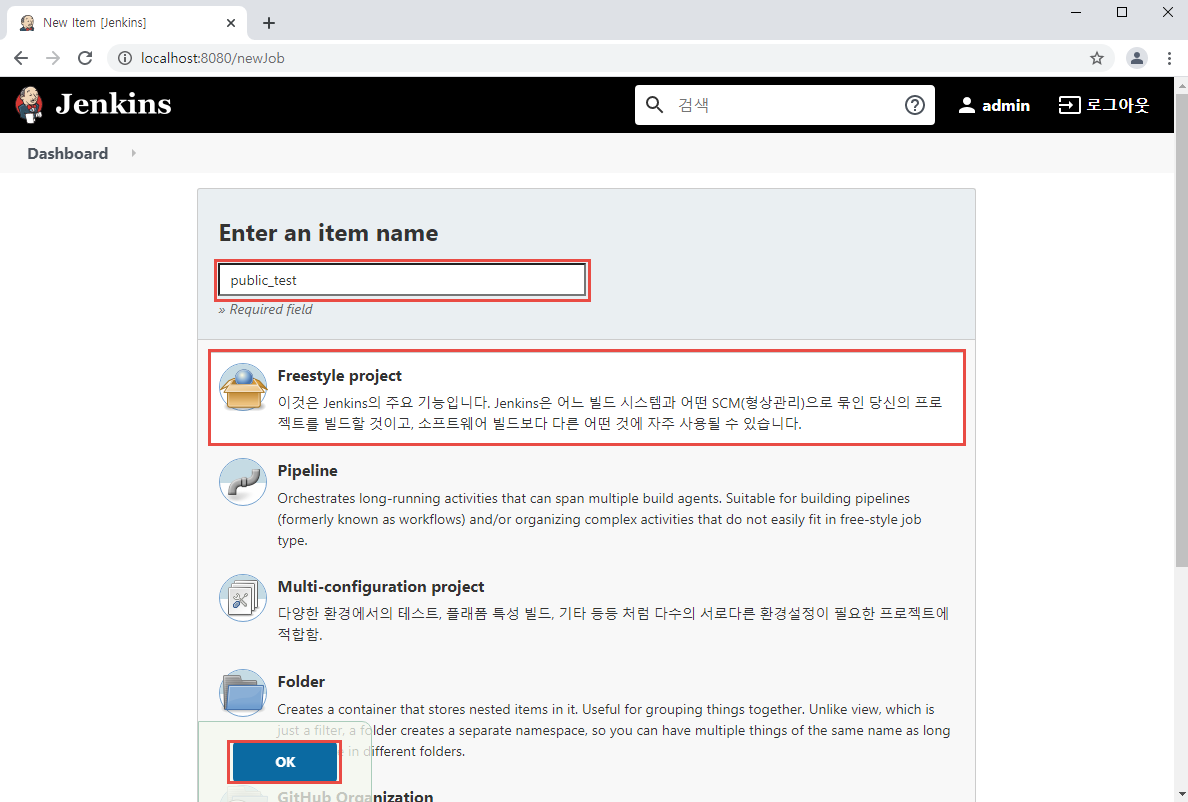 New Item [Jenkins]
localhost:8080/newJob
Jenkins
검색
admin
로그아웃
Dashboard
Enter an item name
public_test
» Required field
Freestyle project
이것은 Jenkins의 주요 기능입니다. Jenkins은 어느 빌드 시스템과 어떤 SCM(형상관리)으로 묶인 당신의 프로
젝트를 빌드할 것이고, 소프트웨어 빌드보다 다른 어떤 것에 자주 사용될 수 있습니다.
Pipeline
Orchestrates long-running activities that can span multiple build agents. Suitable for building pipelines
(formerly known as workflows) and/or organizing complex activities that do not easily fit in free-style job
type.
Multi-configuration project
다양한 환경에서의 테스트, 플래폼 특성 빌드, 기타 등등 처럼 다수의 서로다른 환경설정이 필요한 프로젝트에
적합함.
Folder
Creates a container that stores nested items in it. Useful for grouping things together. Unlike view, which is
just a filter, a folder creates a separate namespace, so you can have multiple things of the same name as long
in different folders.
OK
GitHub Organization